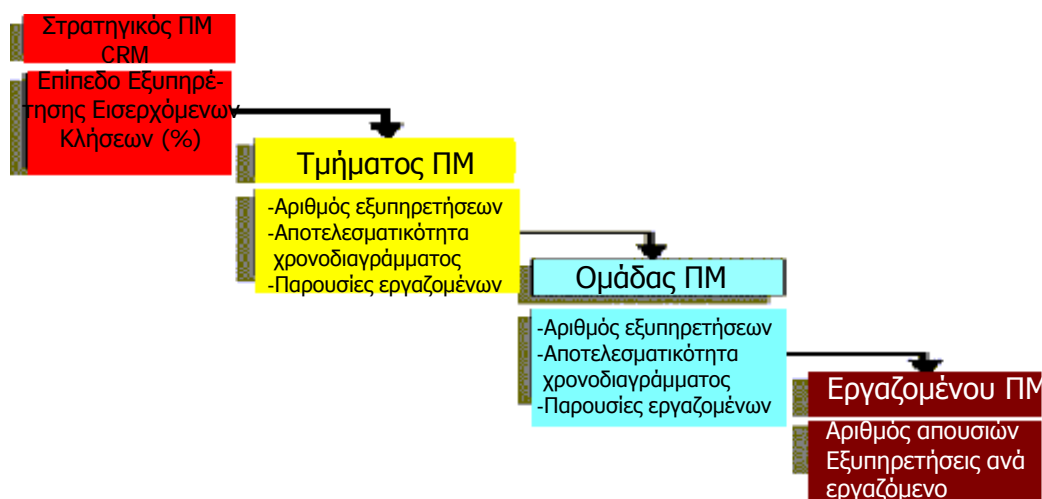 Στρατηγικός ΠΜ
CRM
Επίπεδο Εξυπηρέ-
τησης Εισερχόμενων
Κλήσεων (%)
Τμήματος ΠΜ
-Αριθμός εξυπηρετήσεων
-Αποτελεσματικότητα
χρονοδιαγράμματος
-Παρουσίες εργαζομένων
Ομάδας ΠΜ
-Αριθμός εξυπηρετήσεων
-Αποτελεσματικότητα
χρονοδιαγράμματος
-Παρουσίες εργαζομένων
Εργαζομένου ΠΜ
Αριθμός απουσιών
Εξυπηρετήσεις ανά
εργαζόμενο